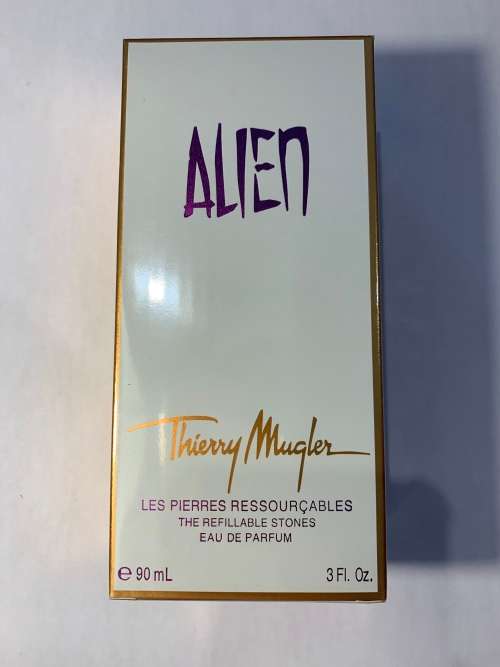 ALIEN
Thierry Mugler
LES PIERRES RESSOURÇABLES
THE REFILLABLE STONES
EAU DE PARFUM
℮ 90 mL 3 Fl. Oz.